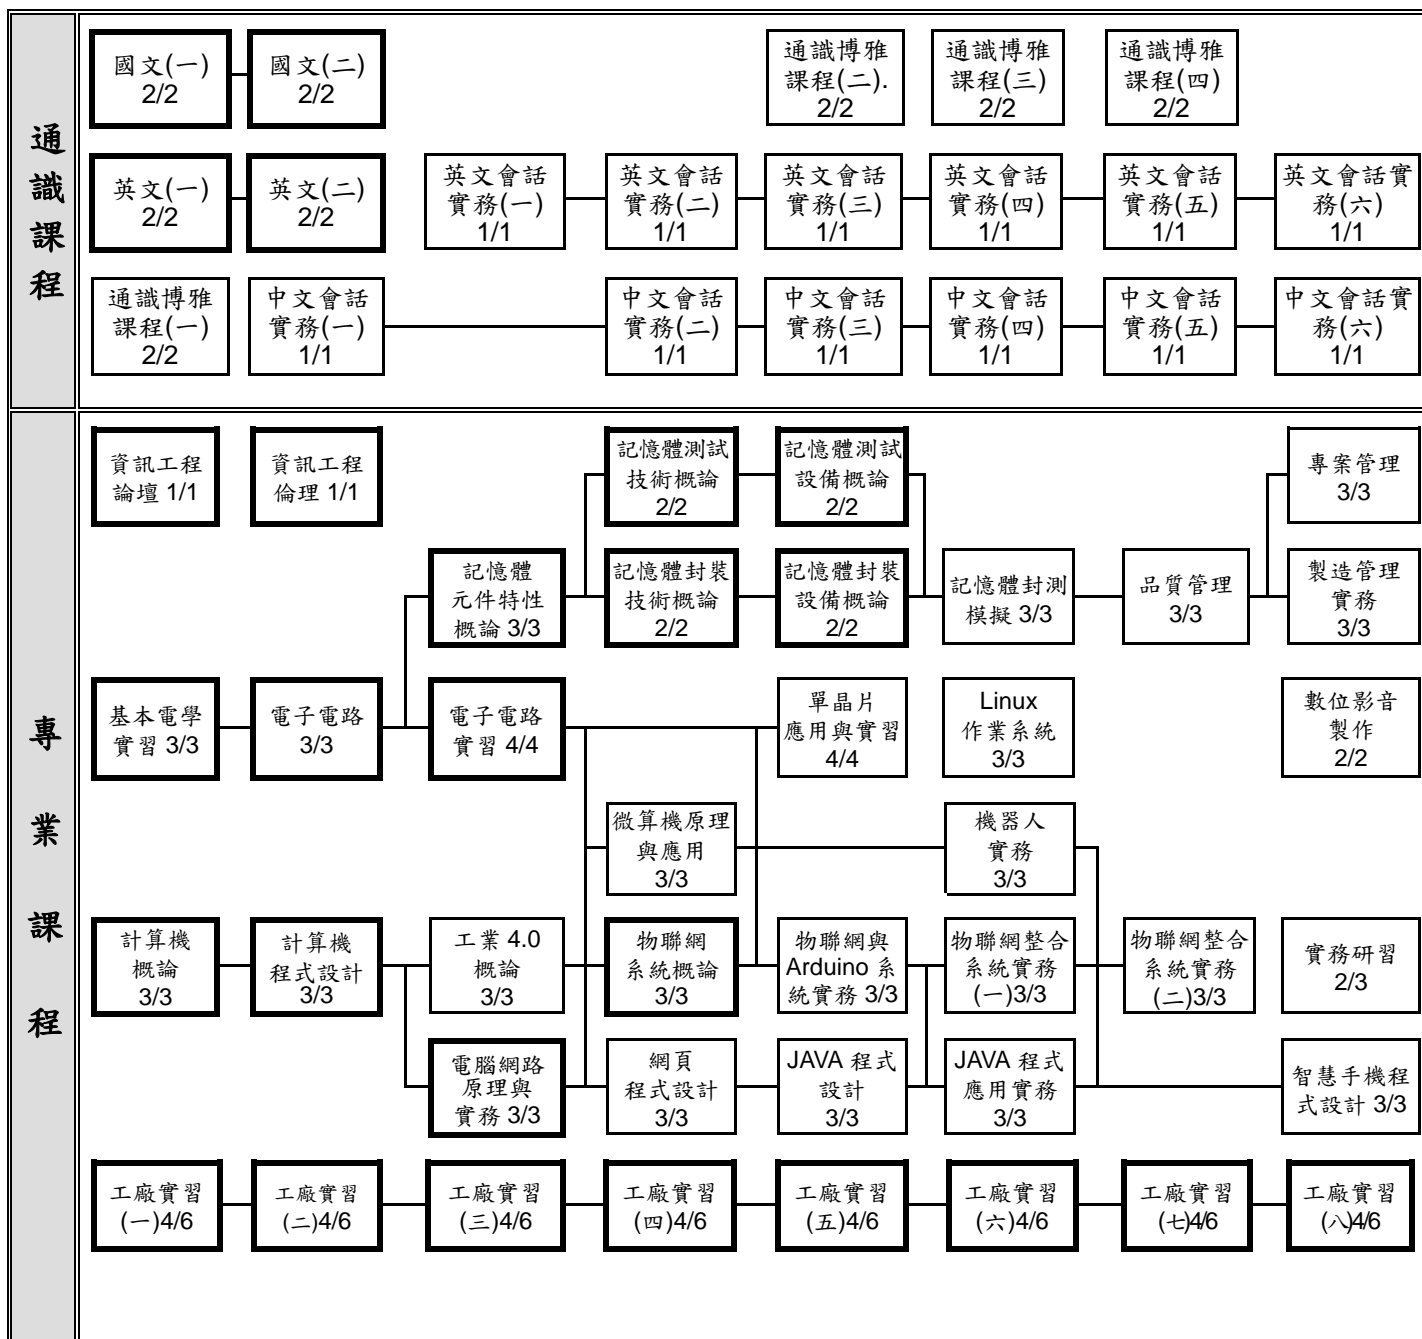 通識課程
國文(一)
2/2
國文(二)
2/2
通識博雅
課程(二).
2/2
通識博雅
課程(三)
2/2
通識博雅
課程(四)
2/2
英文(一)
2/2
英文(二)
2/2
英文會話
實務(一)
1/1
英文會話
實務(二)
1/1
英文會話
實務(三)
1/1
英文會話
實務(四)
1/1
英文會話
實務(五)
1/1
英文會話實
務(六)
1/1
通識博雅
課程(一)
2/2
中文會話
實務(一)
1/1
中文會話
實務(二)
1/1
中文會話
實務(三)
1/1
中文會話
實務(四)
1/1
中文會話
實務(五)
1/1
中文會話實
務(六)
1/1
專業課程
資訊工程
論壇 1/1
資訊工程
倫理 1/1
記憶體測試
技術概論
2/2
記憶體測試
設備概論
2/2
專案管理
3/3
記憶體
元件特性
概論 3/3
記憶體封裝
技術概論
2/2
記憶體封裝
設備概論
2/2
記憶體封測
模擬 3/3
品質管理
3/3
製造管理
實務
3/3
基本電學
實習 3/3
電子電路
3/3
電子電路
實習 4/4
單晶片
應用與實習
4/4
Linux
作業系統
3/3
數位影音
製作
2/2
微算機原理
與應用
3/3
機器人
實務
3/3
計算機
概論
3/3
計算機
程式設計
3/3
工業 4.0
概論
3/3
物聯網
系統概論
3/3
物聯網與
Arduino 系
統實務 3/3
物聯網整合
系統實務
(一)3/3
物聯網整合
系統實務
(二)3/3
實務研習
2/3
電腦網路
原理與
實務 3/3
網頁
程式設計
3/3
JAVA 程式
設計
3/3
JAVA 程式
應用實務
3/3
智慧手機程
式設計 3/3
工廠實習
(一)4/6
工廠實習
(二)4/6
工廠實習
(三)4/6
工廠實習
(四)4/6
工廠實習
(五)4/6
工廠實習
(六)4/6
工廠實習
(七)4/6
工廠實習
(八)4/6